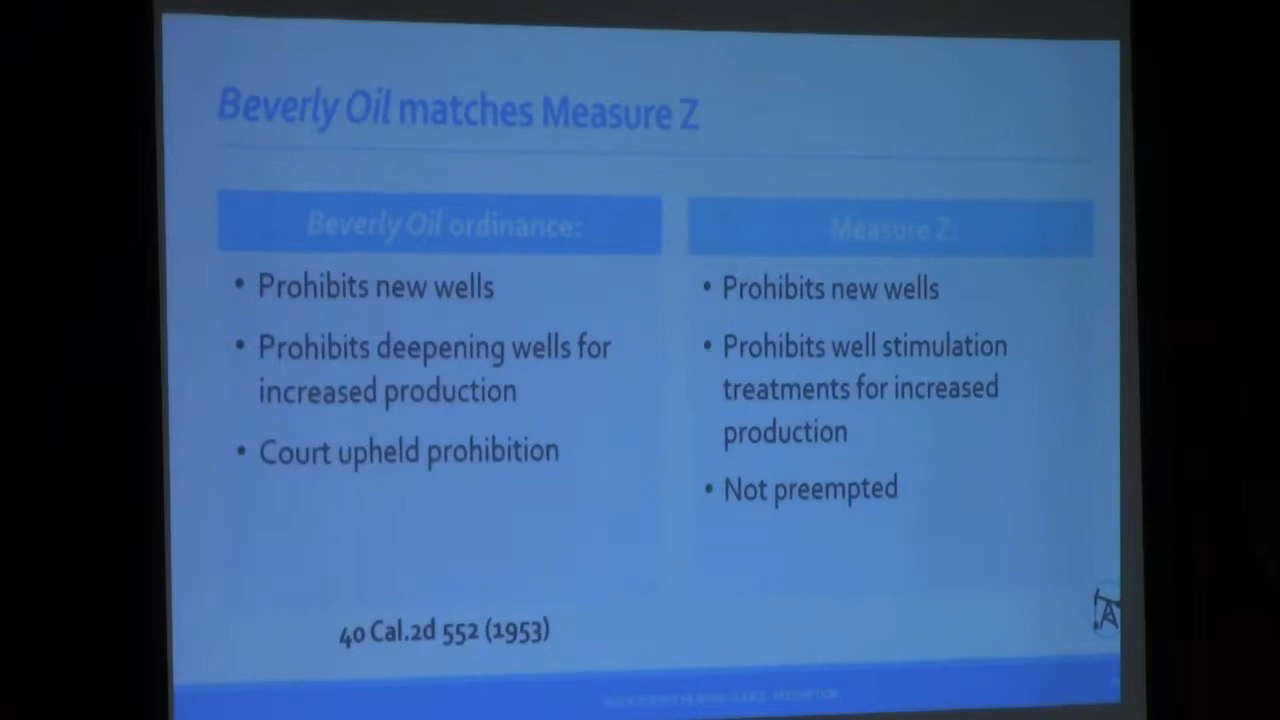 Beverly Oil matches Measure Z
Beverly Oil ordinance:
• Prohibits new wells
• Prohibits deepening wells for
increased production
• Court upheld prohibition
40 Cal.2d 552 (1953)
Measure Z:
• Prohibits new wells
• Prohibits well stimulation
treatments for increased
production
• Not preempted